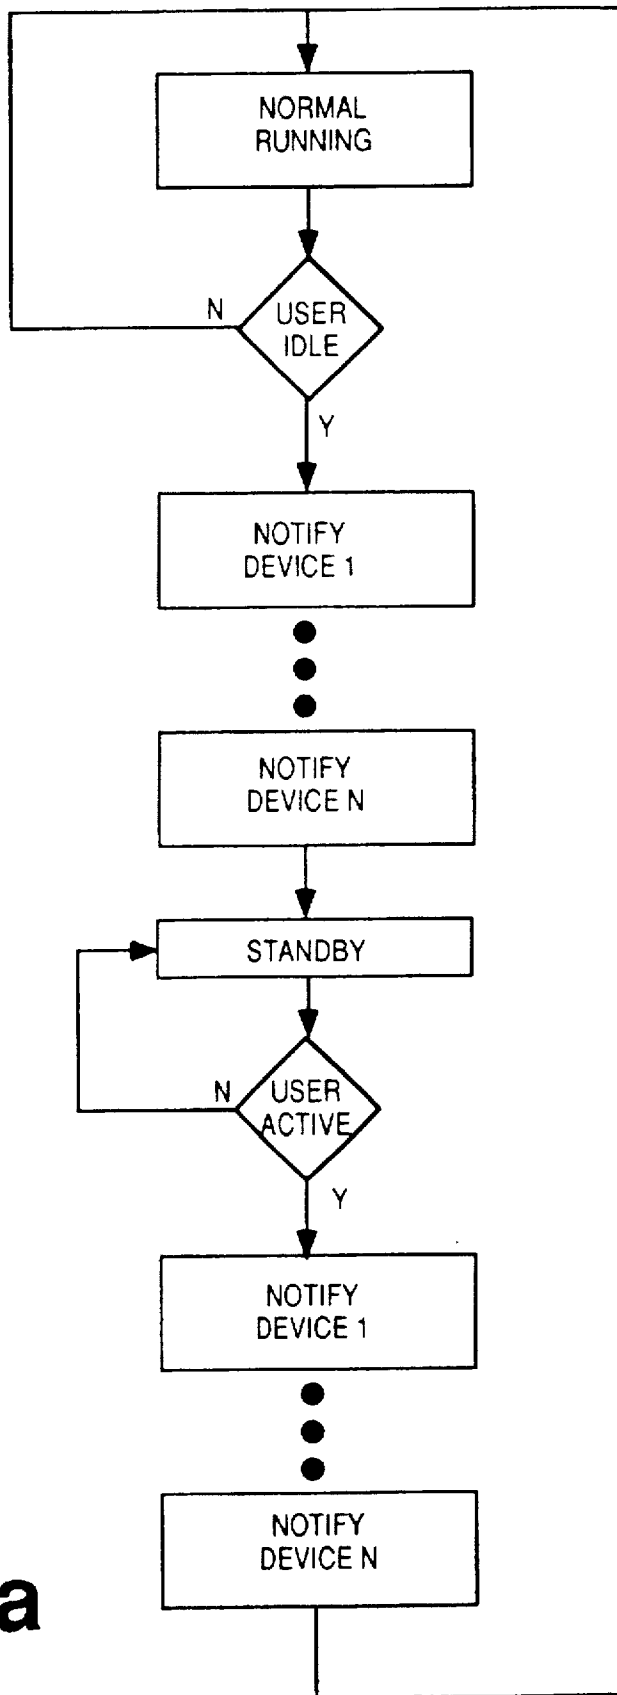 NORMAL
RUNNING
N
USER
IDLE
Y
NOTIFY
DEVICE 1
NOTIFY
DEVICE N
STANDBY
N
USER
ACTIVE
Y
NOTIFY
DEVICE 1
NOTIFY
DEVICE N
a